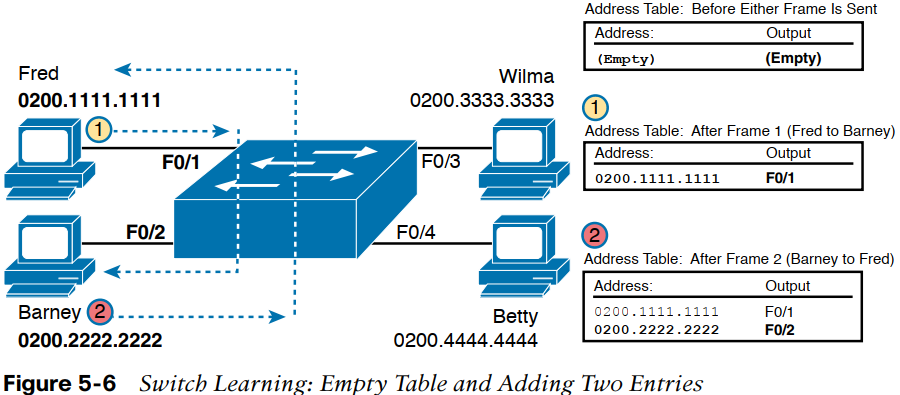 Address Table: Before Either Frame Is Sent
Address: Output
(Empty) (Empty)
Fred
0200.1111.1111
1
Wilma
0200.3333.3333
F0/1
F0/3
F0/2
F0/4
Barney 2
0200.2222.2222
Betty
0200.4444.4444
1
Address Table: After Frame 1 (Fred to Barney)
Address: Output
0200.1111.1111 F0/1
2
Address Table: After Frame 2 (Barney to Fred)
Address: Output
0200.1111.1111 F0/1
0200.2222.2222 F0/2
Figure 5-6 Switch Learning: Empty Table and Adding Two Entries